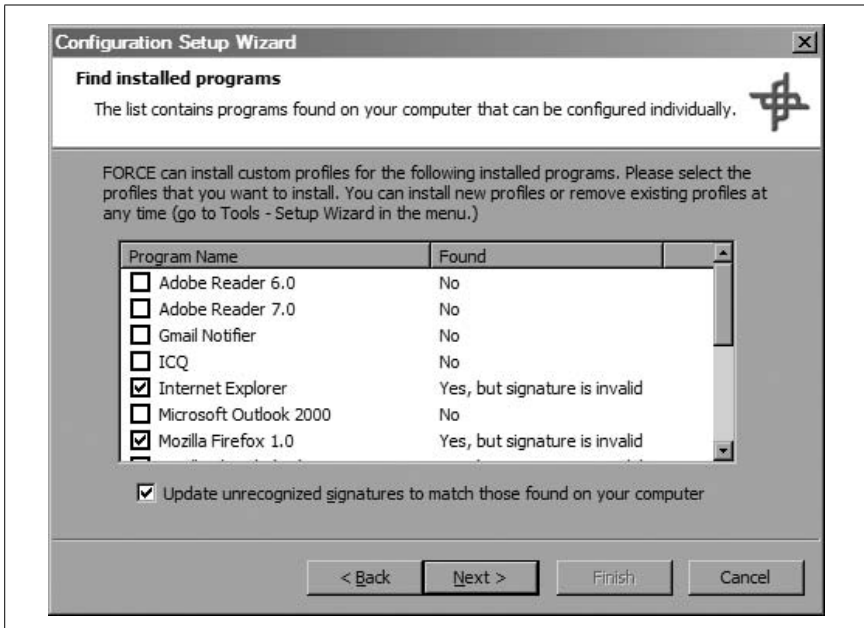 Configuration Setup Wizard
Find installed programs
The list contains programs found on your computer that can be configured individually.
FORCE can install custom profiles for the following installed programs. Please select the
profiles that you want to install. You can install new profiles or remove existing profiles at
any time (go to Tools - Setup Wizard in the menu.)
Program Name Found
Adobe Reader 6.0 No
Adobe Reader 7.0 No
Gmail Notifier No
ICQ No
Internet Explorer Yes, but signature is invalid
Microsoft Outlook 2000 No
Mozilla Firefox 1.0 Yes, but signature is invalid
Update unrecognized signatures to match those found on your computer
< Back Next > Finish Cancel